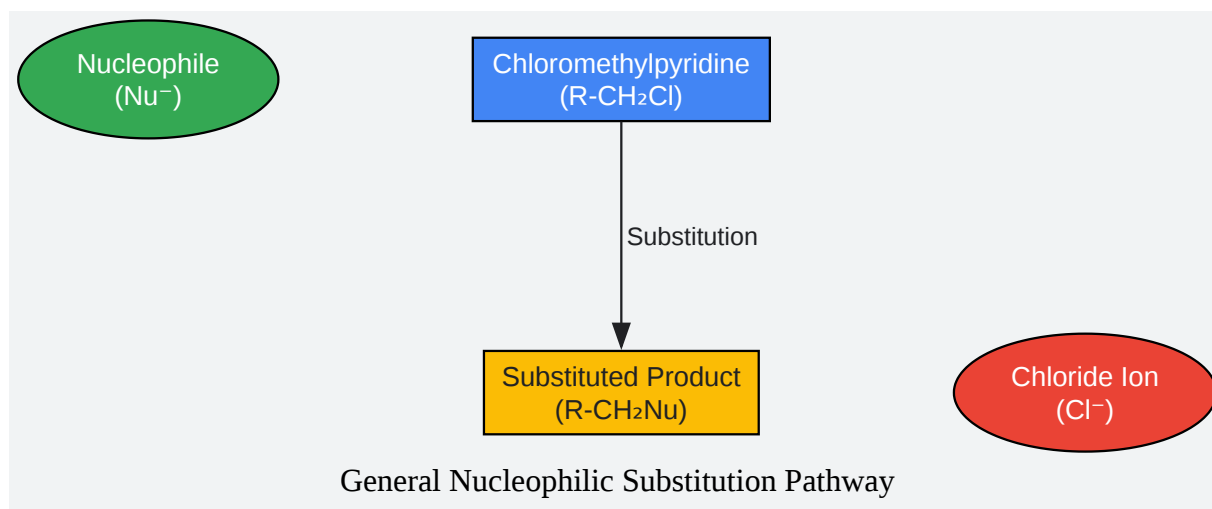 Nucleophile
(Nu⁻)
Chloromethylpyridine
(R-CH₂Cl)
Substitution
Substituted Product
(R-CH₂Nu)
Chloride Ion
(Cl⁻)
General Nucleophilic Substitution Pathway